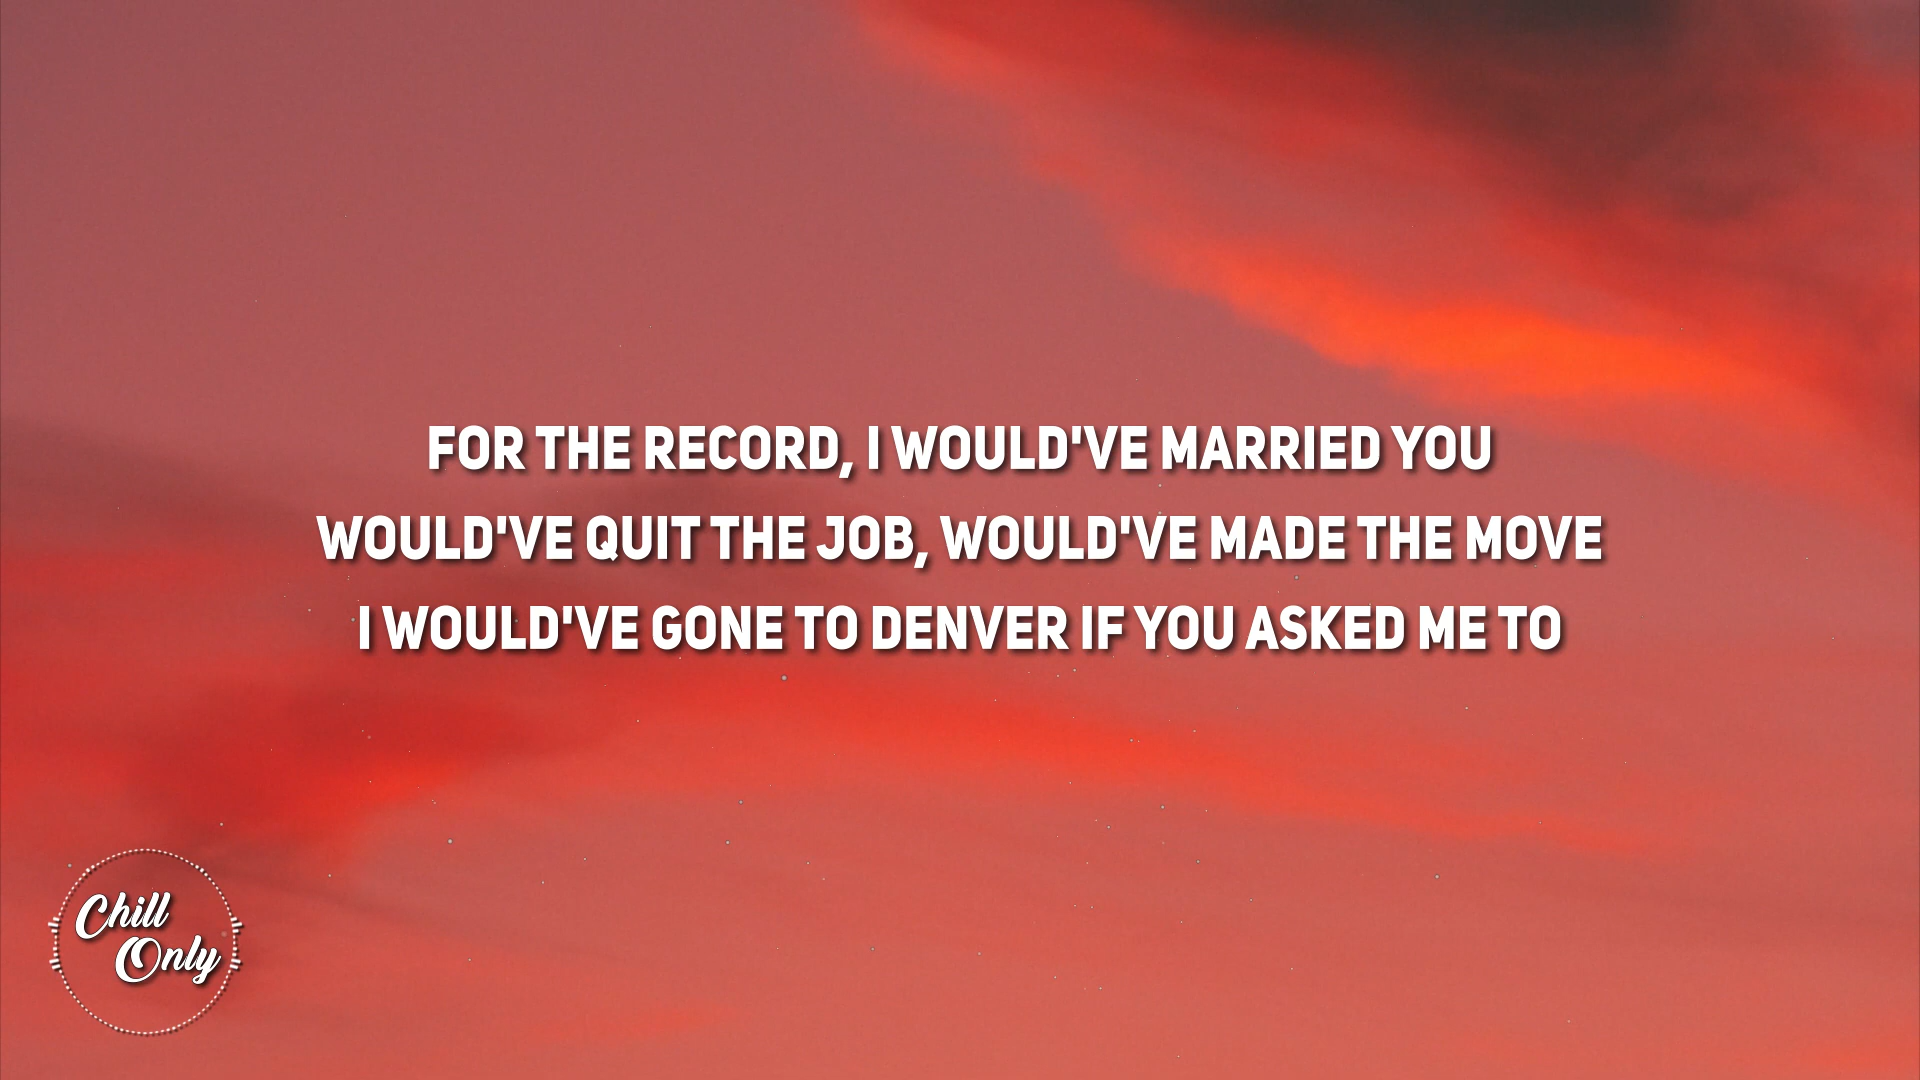 FOR THE RECORD, I WOULD'VE MARRIED YOU
WOULD'VE QUIT THE JOB, WOULD'VE MADE THE MOVE
I WOULD'VE GONE TO DENVER IF YOU ASKED ME TO
Chill
Only